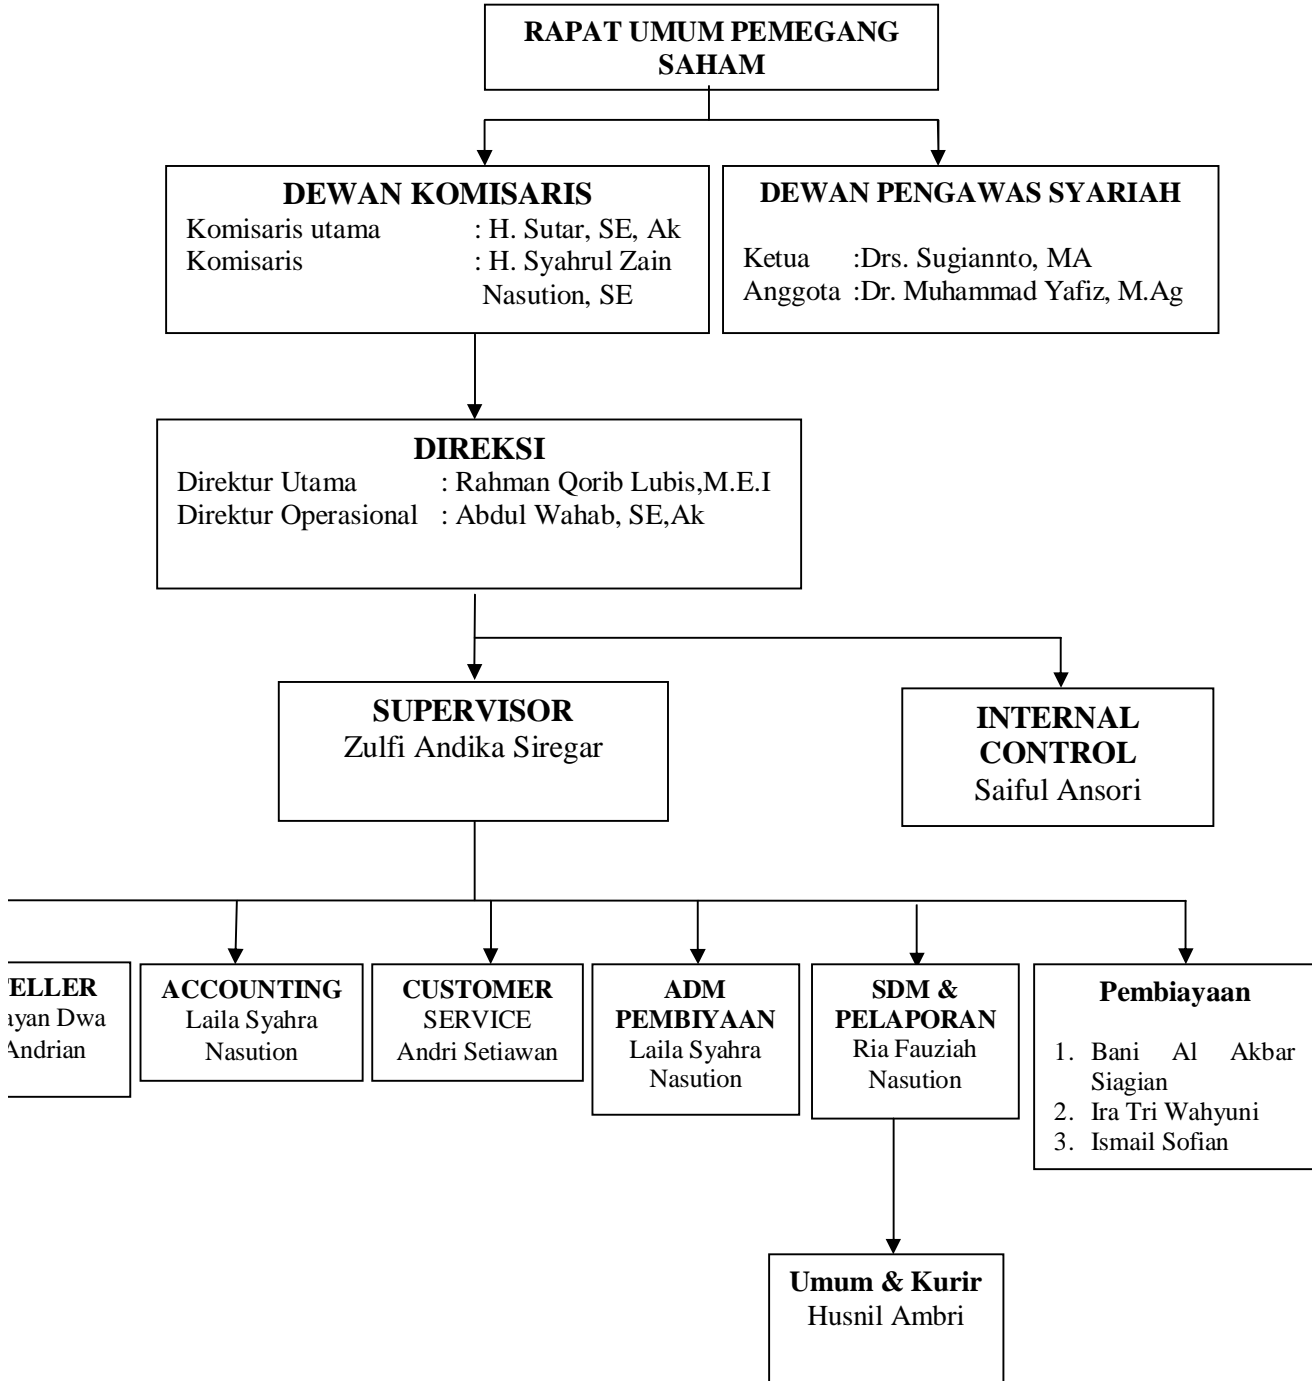 RAPAT UMUM PEMEGANG
SAHAM
DEWAN KOMISARIS
Komisaris utama : H. Sutar, SE, Ak
Komisaris : H. Syahrul Zain
Nasution, SE
DEWAN PENGAWAS SYARIAH
Ketua :Drs. Sugiannto, MA
Anggota :Dr. Muhammad Yafiz, M.Ag
DIREKSI
Direktur Utama : Rahman Qorib Lubis,M.E.I
Direktur Operasional : Abdul Wahab, SE,Ak
SUPERVISOR
Zulfi Andika Siregar
INTERNAL
CONTROL
Saiful Ansori
Dwa
Andrian
ACCOUNTING
Laila Syahra
Nasution
CUSTOMER
SERVICE
Andri Setiawan
ADM
PEMBIYAAN
Laila Syahra
Nasution
SDM &
PELAPORAN
Ria Fauziah
Nasution
Pembiayaan
1. Bani Al Akbar
Siagian
2. Ira Tri Wahyuni
3. Ismail Sofian
Umum & Kurir
Husnil Ambri